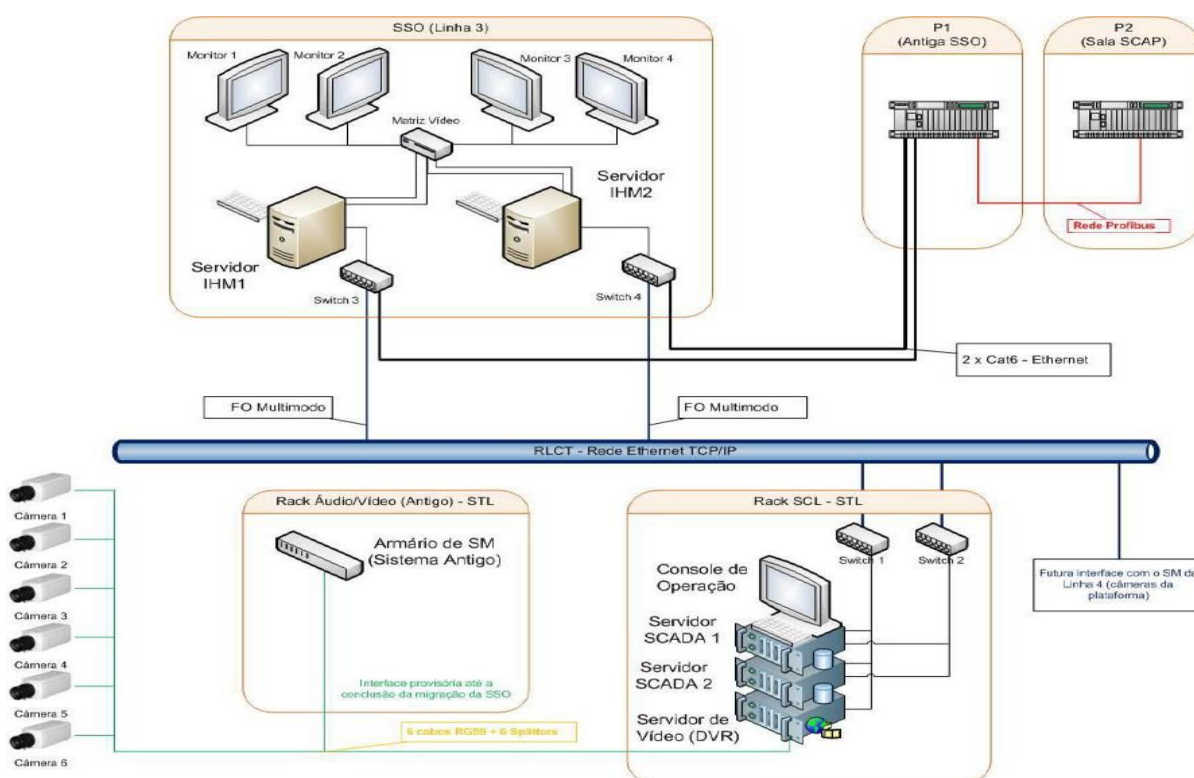 SSO (Linha 3)
Monitor 1
Monitor 2
Monitor 3
Monitor 4
Matriz Vídeo
Servidor
IHM1
Servidor
IHM2
Switch 3
Switch 4
P1
(Antiga SSO)
P2
(Sala SCAP)
Rede Profibus
2 x Cat6 - Ethernet
FO Multimodo
FO Multimodo
RLCT - Rede Ethernet TCP/IP
Câmera 1
Câmera 2
Câmera 3
Câmera 4
Câmera 5
Câmera 6
Rack Áudio/Vídeo (Antigo) - STL
Armário de SM
(Sistema Antigo)
Interface provisória até a
conclusão da migração da SSO
6 cabos RG59 + 6 Splitters
Rack SCL - STL
Switch 1
Switch 2
Console de
Operação
Servidor
SCADA 1
Servidor
SCADA 2
Servidor de
Vídeo (DVR)
Futura interface com o SM da
Linha 4 (câmeras da
plataforma)